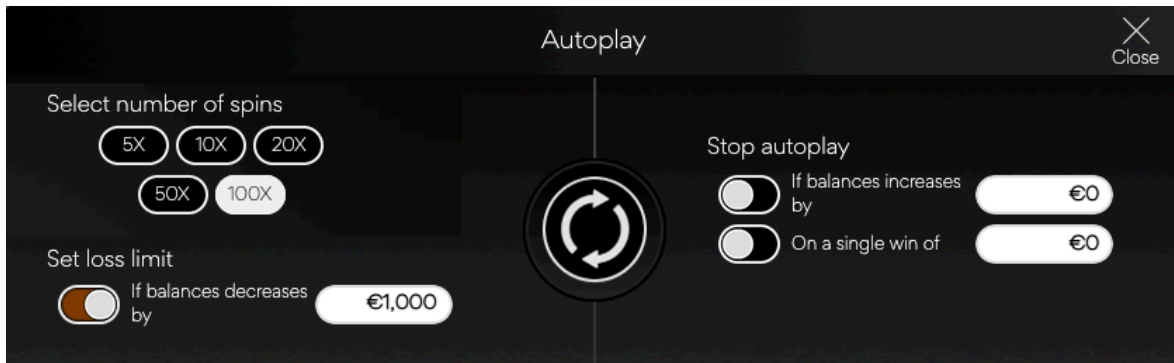 Autoplay
Close
Select number of spins
5X 10X 20X
50X 100X
Set loss limit
If balances decreases
by
€1,000
Stop autoplay
If balances increases
by
€0
On a single win of €0